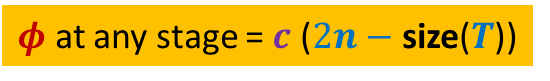 ϕ at any stage = c (2n − size(T))